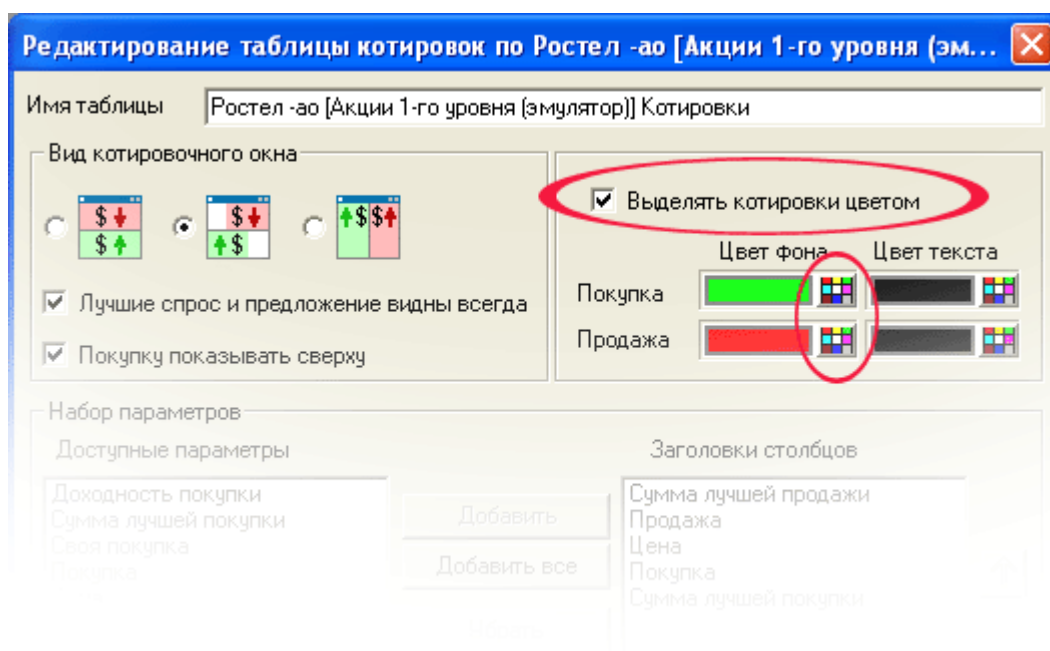 Редактирование таблицы котировок по Ростел -ао [Акции 1-го уровня (эм...
Имя таблицы
Ростел -ао [Акции 1-го уровня (эмулятор)] Котировки
Вид котировочного окна
Лучшие спрос и предложение видны всегда
Покупку показывать сверху
Выделять котировки цветом
Цвет фона Цвет текста
Покупка
Продажа
Набор параметров
Доступные параметры
Доходность покупки
Сумма лучшей покупки
Своя покупка
Покупка
Добавить
Добавить все
Заголовки столбцов
Сумма лучшей продажи
Продажа
Цена
Покупка
Сумма лучшей покупки